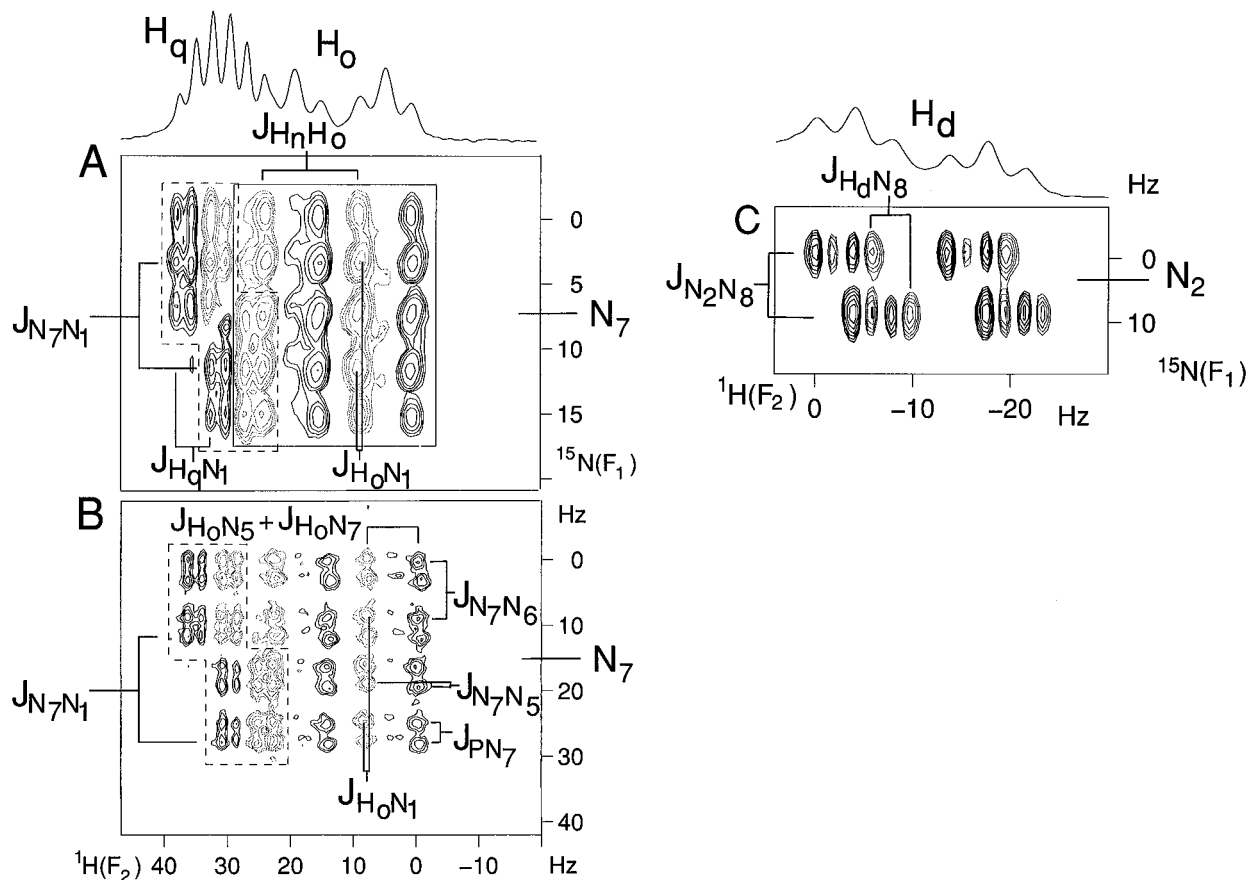 Hq
Ho
A
JHnHo
0
5
10
15
N7
JN7N1
JHqN1
JHoN1
15N(F1)
B
Hz
JHoN5 + JHoN7
0
10
20
30
40
JN7N6
N7
JN7N5
JN7N1
JPN7
JHoN1
1H(F2)
40
30
20
10
0
-10
Hz
Hd
JHdN8
Hz
C
JN2N8
0
N2
10
15N(F1)
1H(F2)
0
-10
-20
Hz